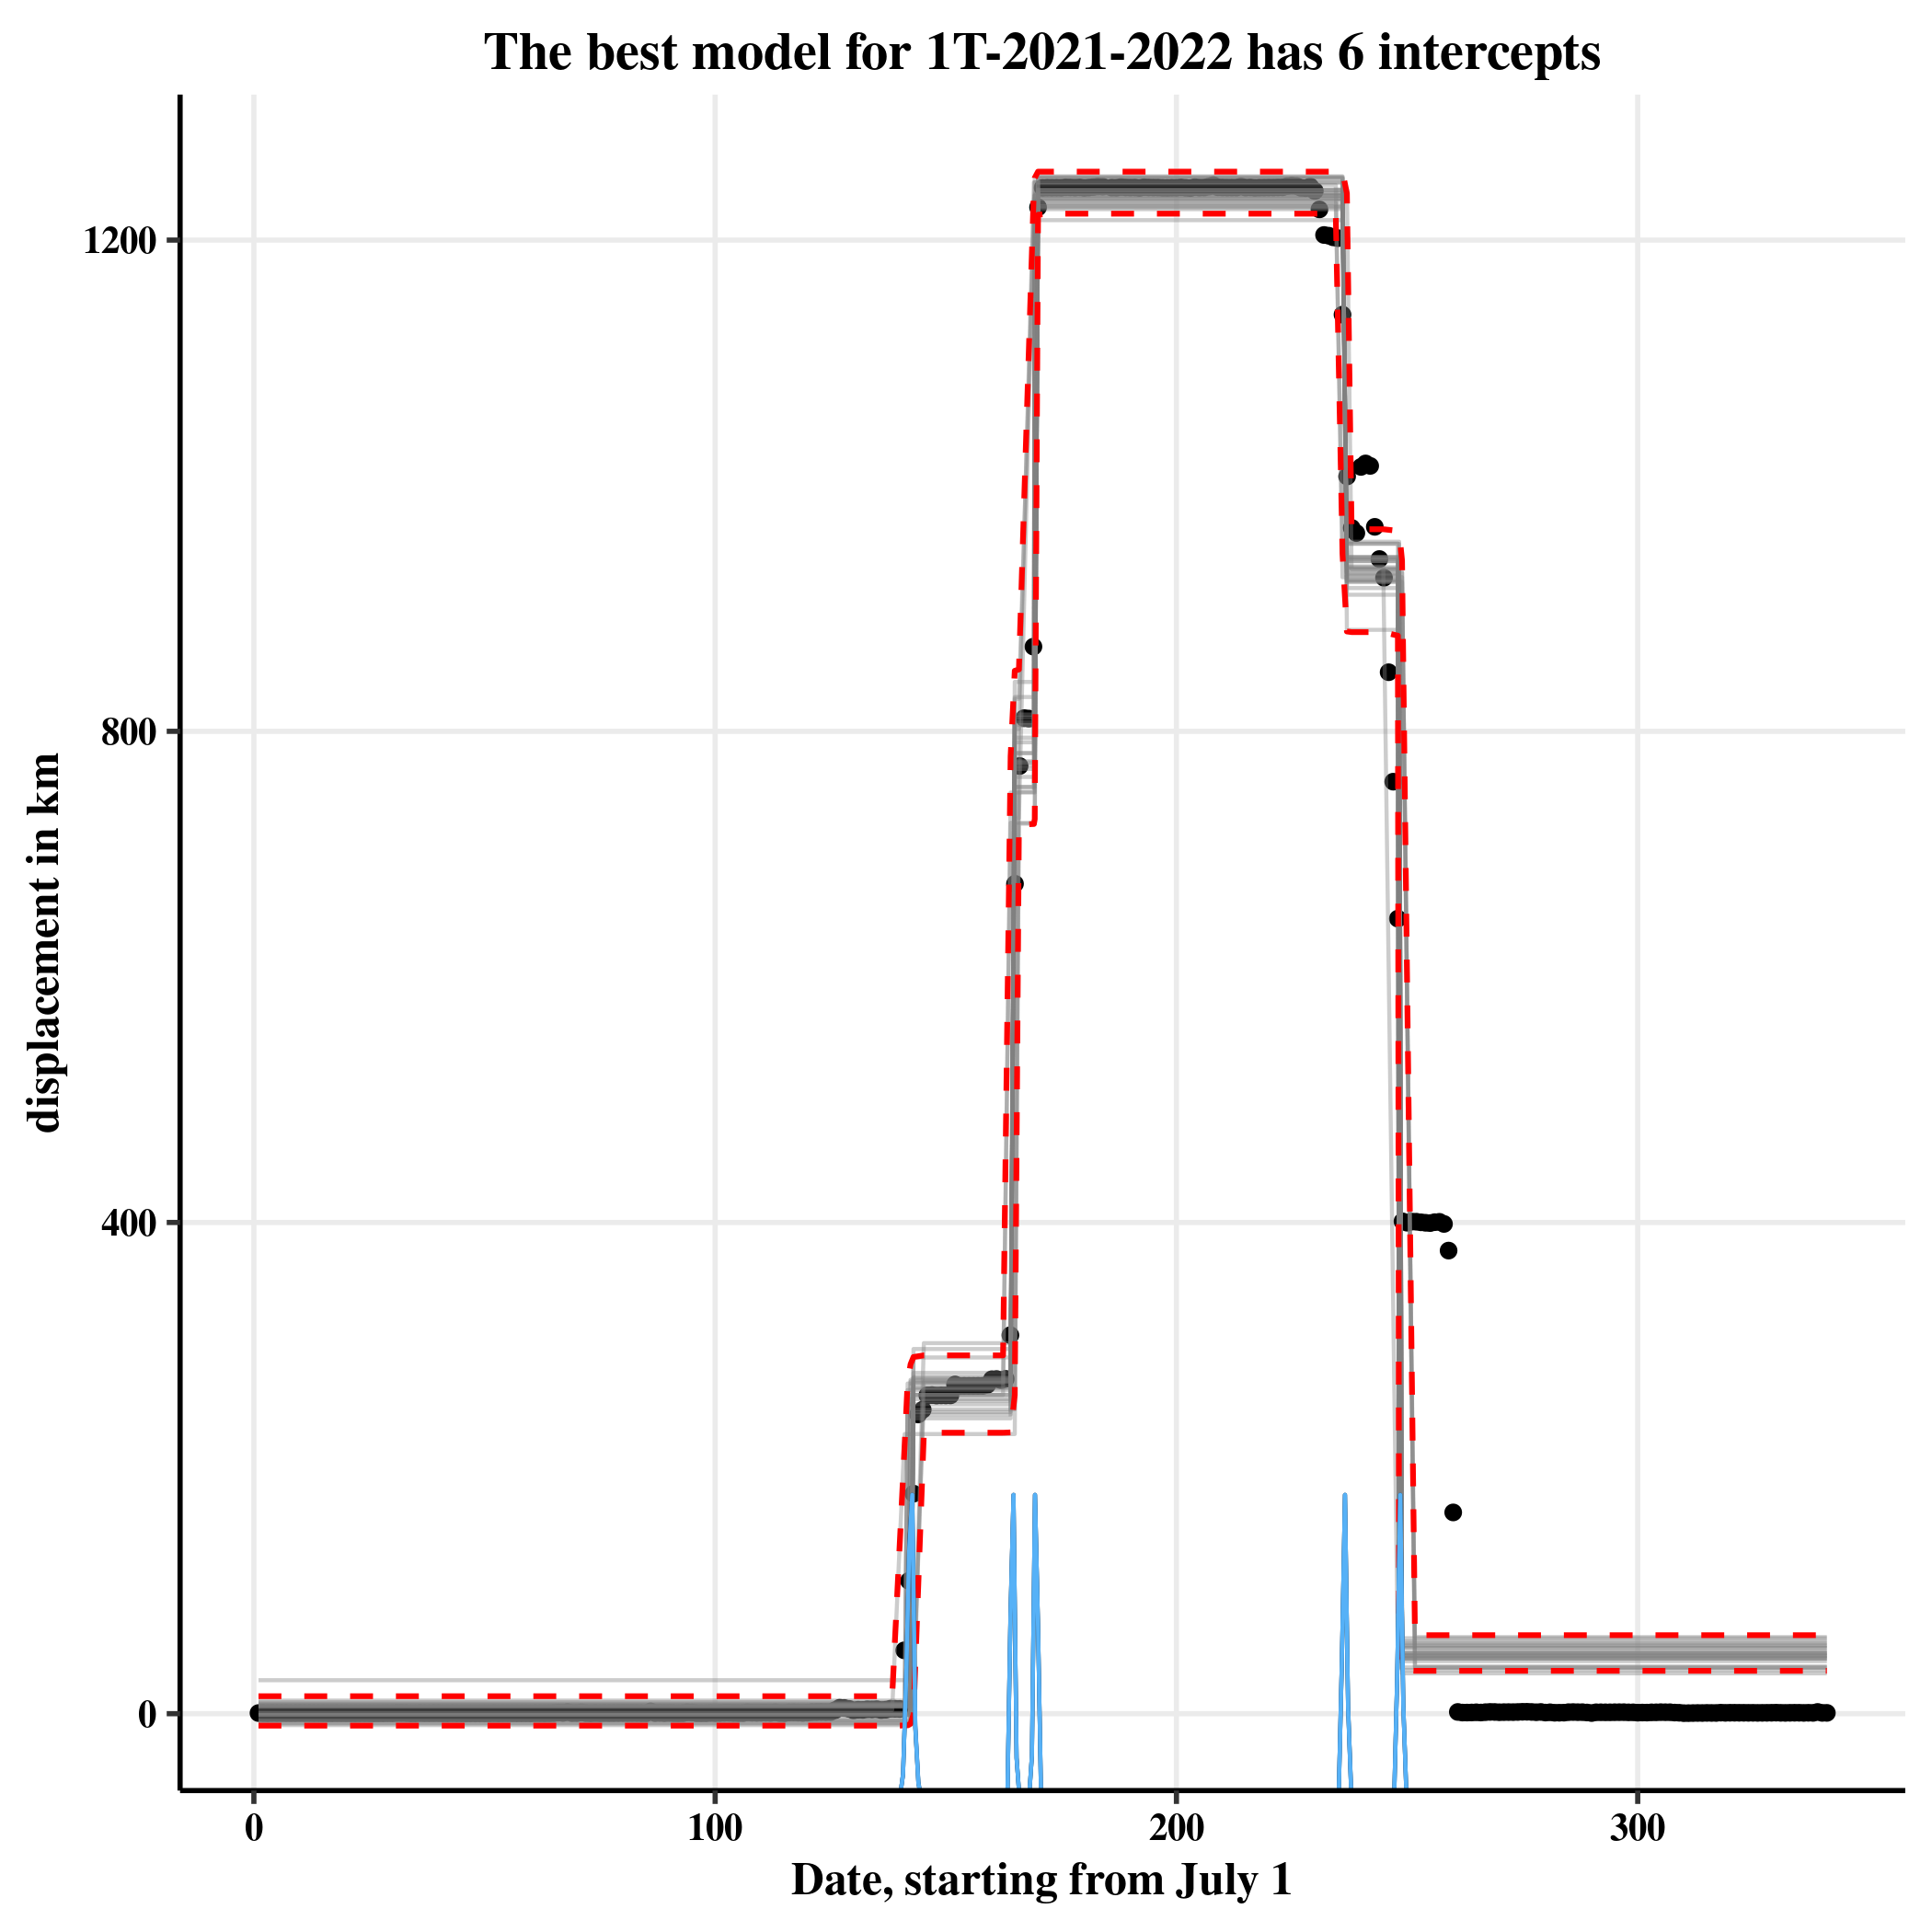 The best model for 1T-2021-2022 has 6 intercepts
1200
800
400
0
displacement in km
0 100 200 300
Date, starting from July 1